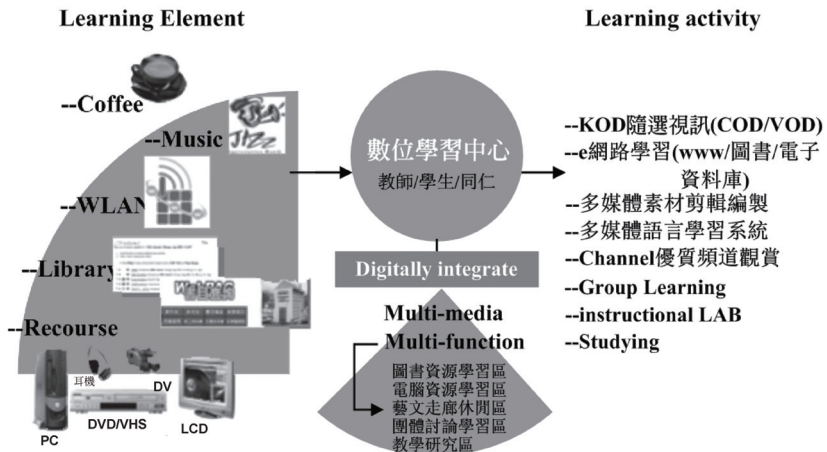 Learning Element
Learning activity
--Coffee
--Music
JAZZ
--WLAN
--Library
--Recourse
耳機
DV
PC
DVD/VHS
LCD
數位學習中心
教師/學生/同仁
Digitally integrate
Multi-media
Multi-function
圖書資源學習區
電腦資源學習區
藝文走廊休閒區
團體討論學習區
教學研究區
--KOD隨選視訊(COD/VOD)
--e網路學習(www/圖書/電子
資料庫)
--多媒體素材剪輯編製
--多媒體語言學習系統
--Channel優質頻道觀賞
--Group Learning
--instructional LAB
--Studying